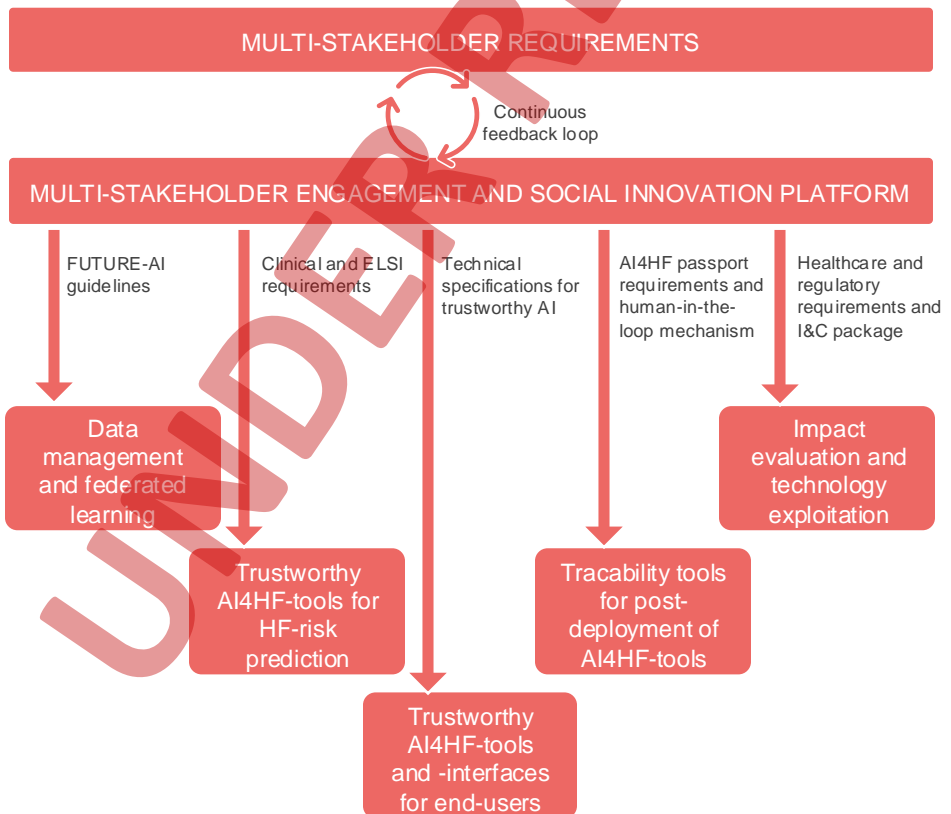 MULTI-STAKEHOLDER REQUIREMENTS
Continuous
feedback loop
MULTI-STAKEHOLDER ENGAGEMENT AND SOCIAL INNOVATION PLATFORM
FUTURE-AI
guidelines
Clinical and ELSI
requirements
Technical
specifications for
trustworthy AI
AI4HF passport
requirements and
human-in-the-
loop mechanism
Healthcare and
regulatory
requirements and
I&C package
Data
management
and federated
learning
Impact
evaluation and
technology
exploitation
Trustworthy
AI4HF-tools for
HF-risk
prediction
Tracability tools
for post-
deployment of
AI4HF-tools
Trustworthy
AI4HF-tools
and -interfaces
for end-users
UNDER